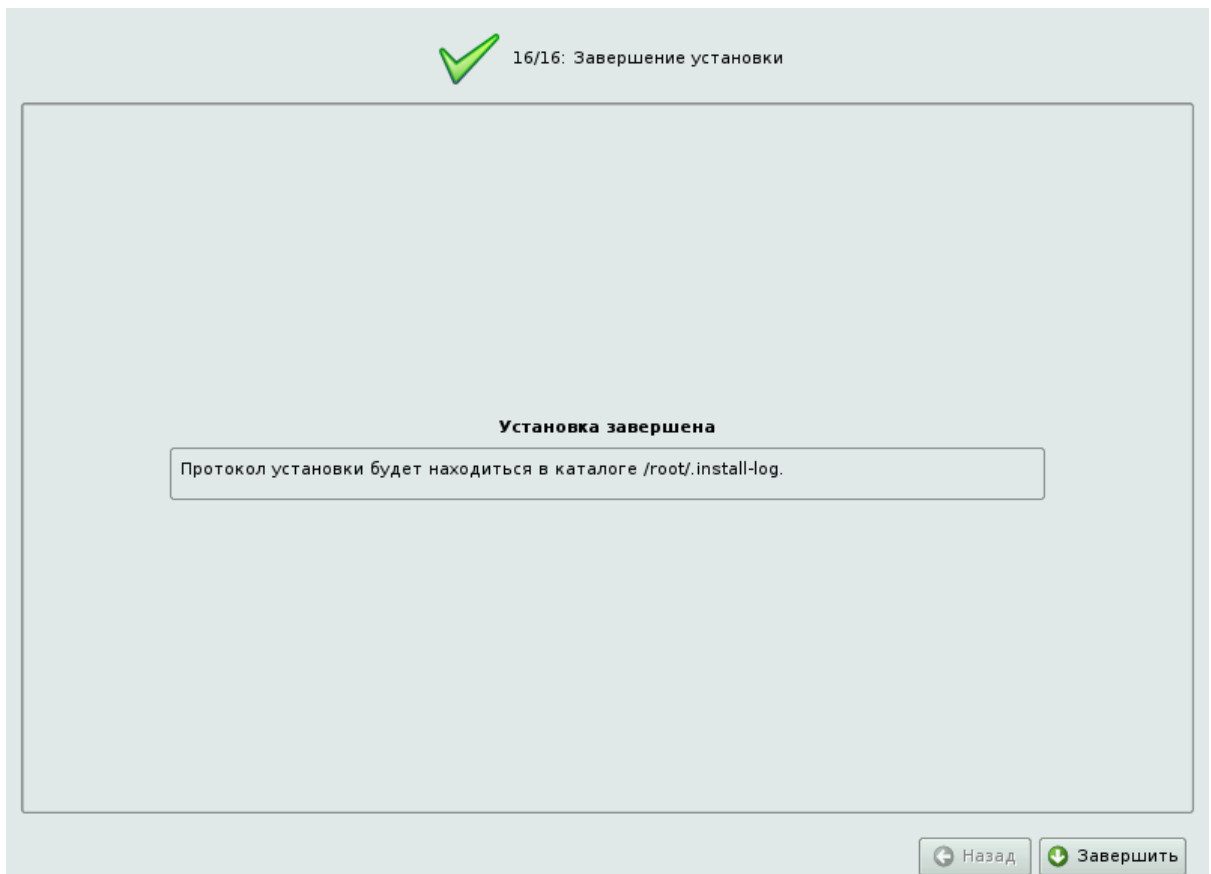 16/16: Завершение установки
Установка завершена
Протокол установки будет находиться в каталоге /root/.install-log.
Назад
Завершить